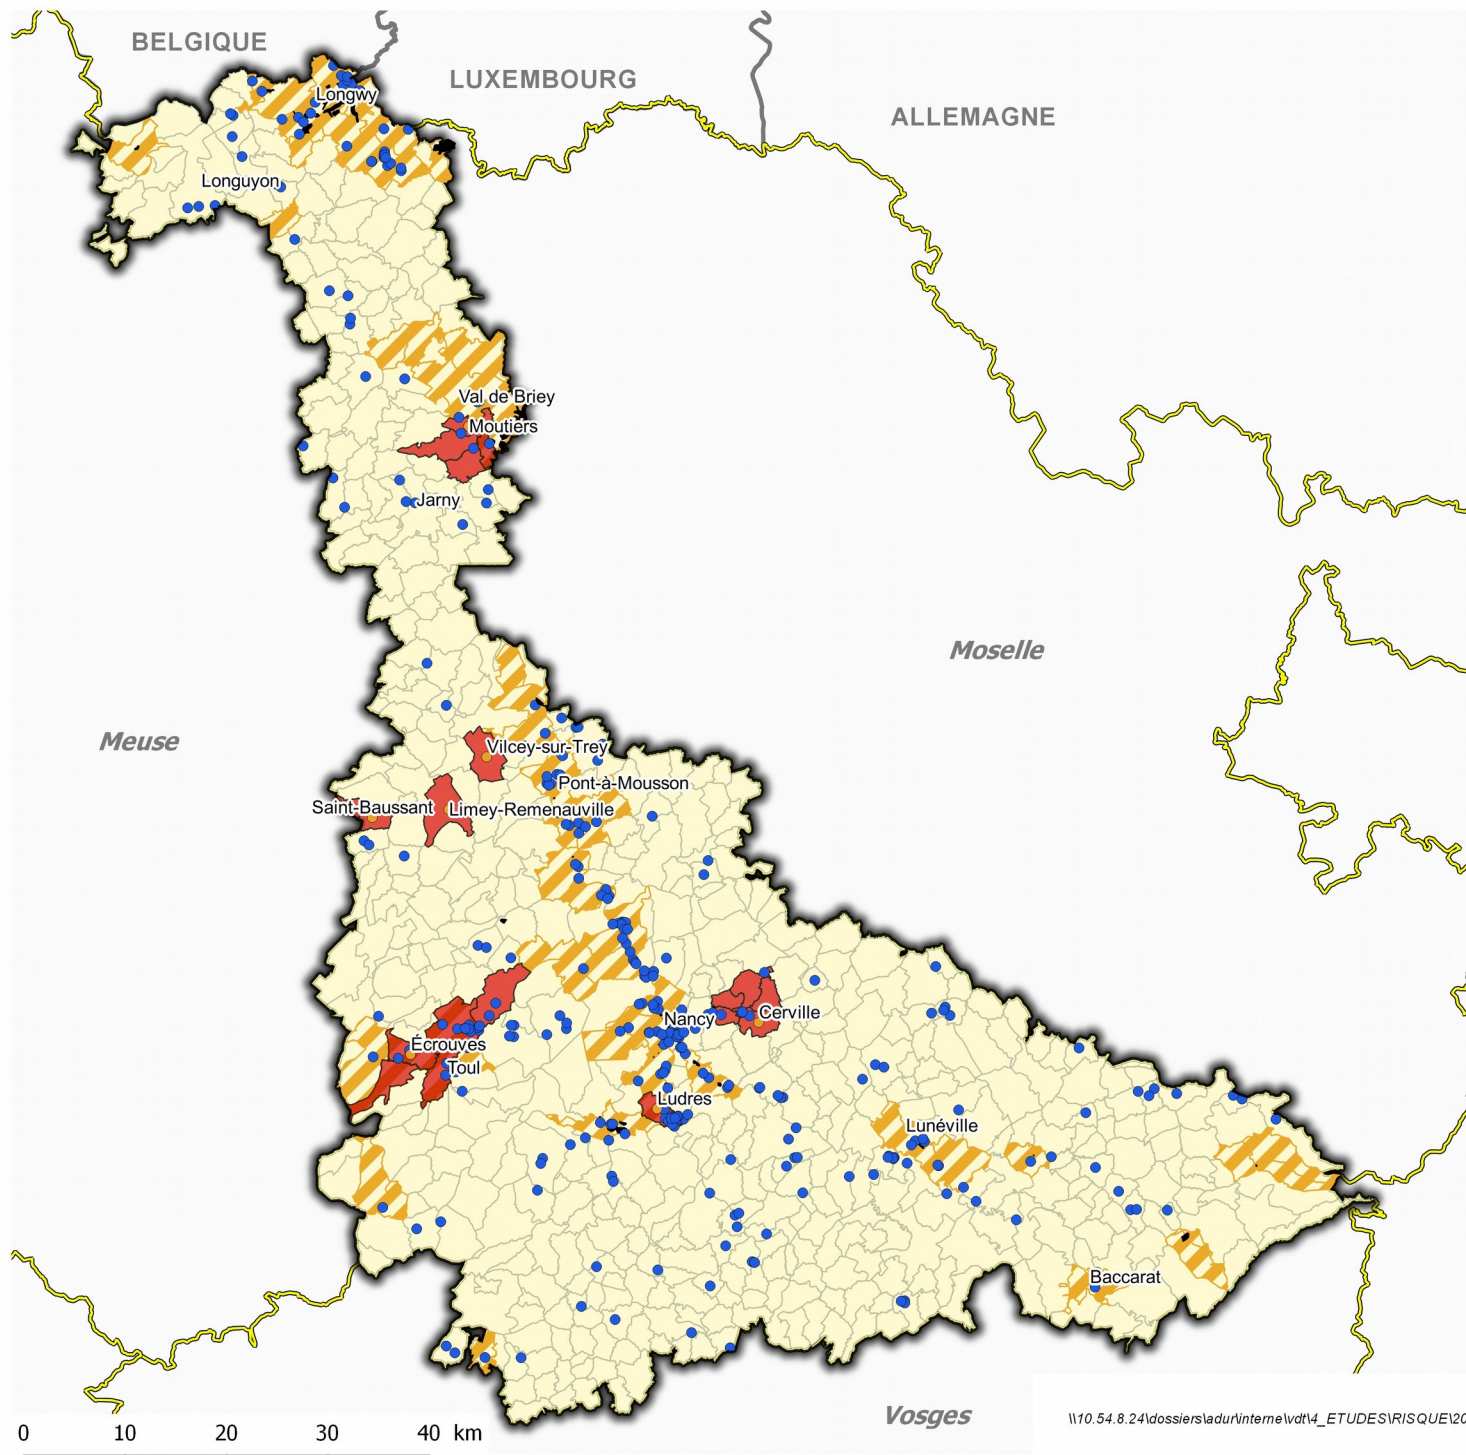 BELGIQUE
LUXEMBOURG
ALLEMAGNE
Longwy
Longuyon
Val de Briey
Moutiers
Jarny
Moselle
Meuse
Vilcey-sur-Trey
Pont-à-Mousson
Saint-Baussant
Limey-Remenauville
Nancy
Cerville
Écrouves
Toul
Ludres
Lunéville
Baccarat
Vosges
\\10.54.8.24\dossiers\adur\interne\vdt\4_ETUDES\RISQUE\20
0 10 20 30 40 km